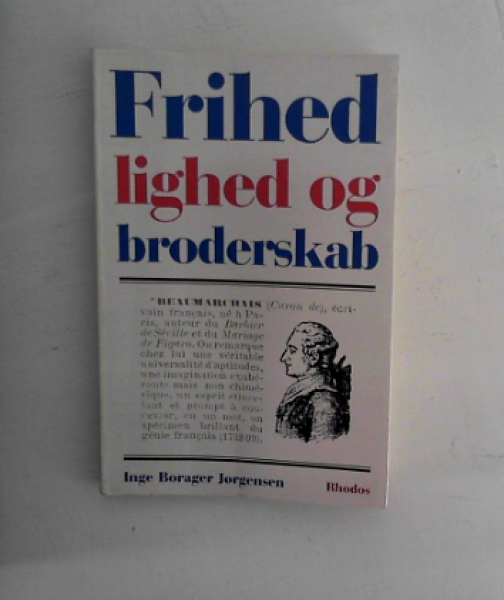 Frihed
lighed og
broderskab
*BEAUMARCHAIS (Caron de), écri-
vain français, né à Pa-
ris, auteur du Barbier
de Séville et du Mariage
de Figaro. On remarque
chez lui une véritable
universalité d'aptitudes,
une imagination exubé-
rante mais non chimé-
rique, un esprit étince-
lant et prompt à con-
cevoir, en un mot, un
spécimen brillant du
génie français (1732-99).
Inge Borager Jørgensen
Rhodos